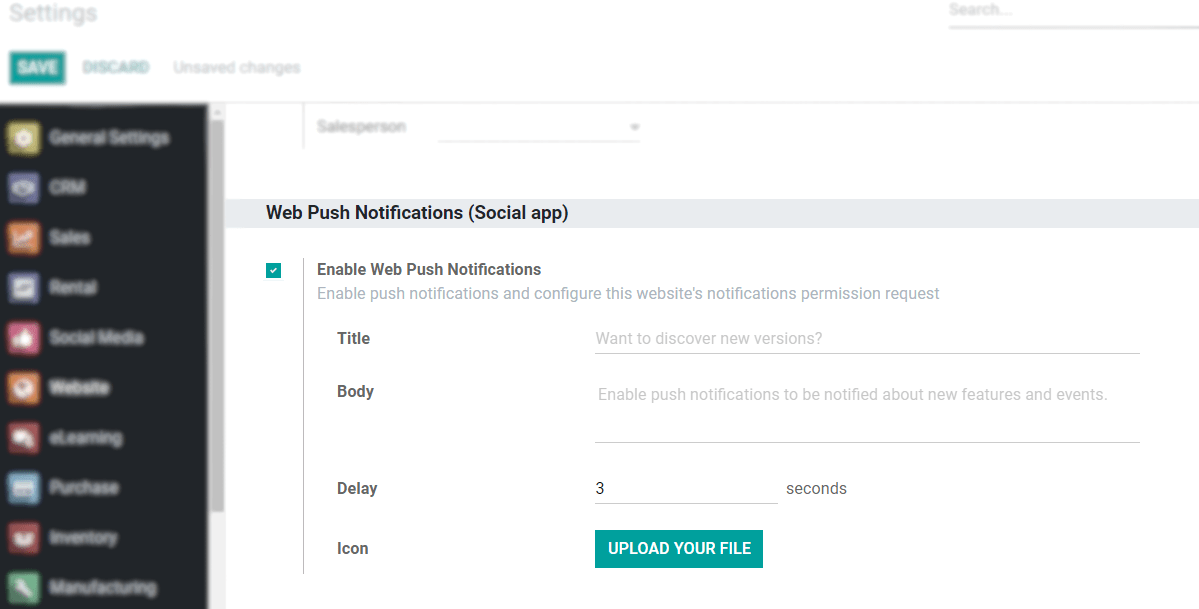 Settings
Search...
SAVE DISCARD Unsaved changes
General Settings
CRM
Sales
Rental
Social Media
Website
eLearning
Purchase
Inventory
Manufacturing
Salesperson
Web Push Notifications (Social app)
Enable Web Push Notifications
Enable push notifications and configure this website's notifications permission request
Title Want to discover new versions?
Body Enable push notifications to be notified about new features and events.
Delay 3 seconds
Icon UPLOAD YOUR FILE